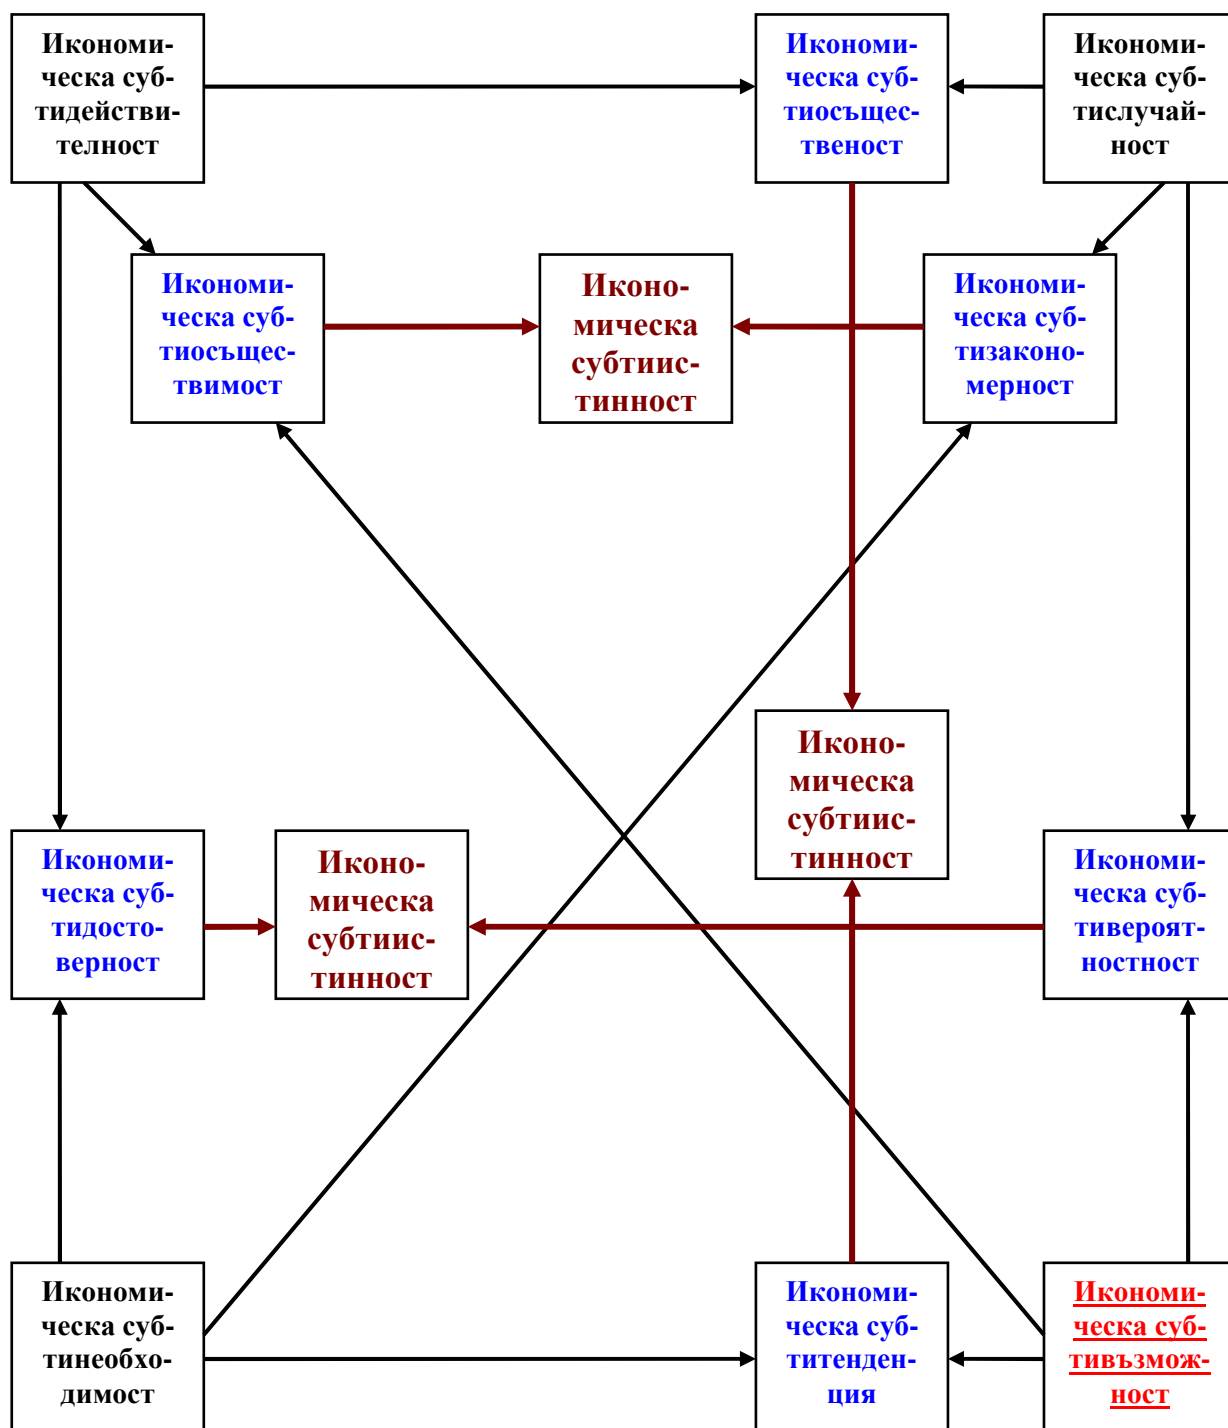 Икономи-
ческа суб-
тидействи-
телност
Икономи-
ческа суб-
тиосъщес-
твеност
Икономи-
ческа суб-
тислучай-
ност
Икономи-
ческа суб-
тиосъщес-
твимост
Иконо-
мическа
субтиис-
тинност
Икономи-
ческа суб-
тизаконо-
мерност
Иконо-
мическа
субтиис-
тинност
Икономи-
ческа суб-
тидосто-
верност
Иконо-
мическа
субтиис-
тинност
Икономи-
ческа суб-
тивероят-
ностност
Икономи-
ческа суб-
тинеобхо-
димост
Икономи-
ческа суб-
титенден-
ция
Икономи-
ческа суб-
тивъзмож-
ност